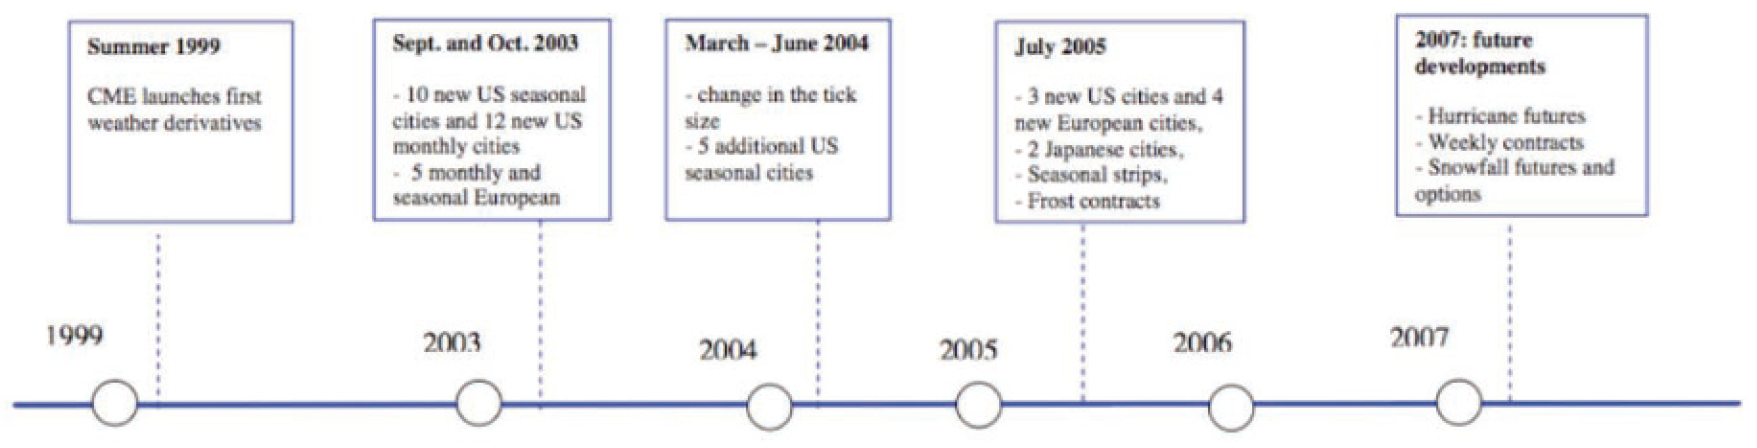 Summer 1999
CME launches first
weather derivatives
Sept. and Oct. 2003
- 10 new US seasonal
cities and 12 new US
monthly cities
- 5 monthly and
seasonal European
March – June 2004
- change in the tick
size
- 5 additional US
seasonal cities
July 2005
- 3 new US cities and 4
new European cities,
- 2 Japanese cities,
- Seasonal strips,
- Frost contracts
2007: future
developments
- Hurricane futures
- Weekly contracts
- Snowfall futures and
options
1999
2003
2004
2005
2006
2007